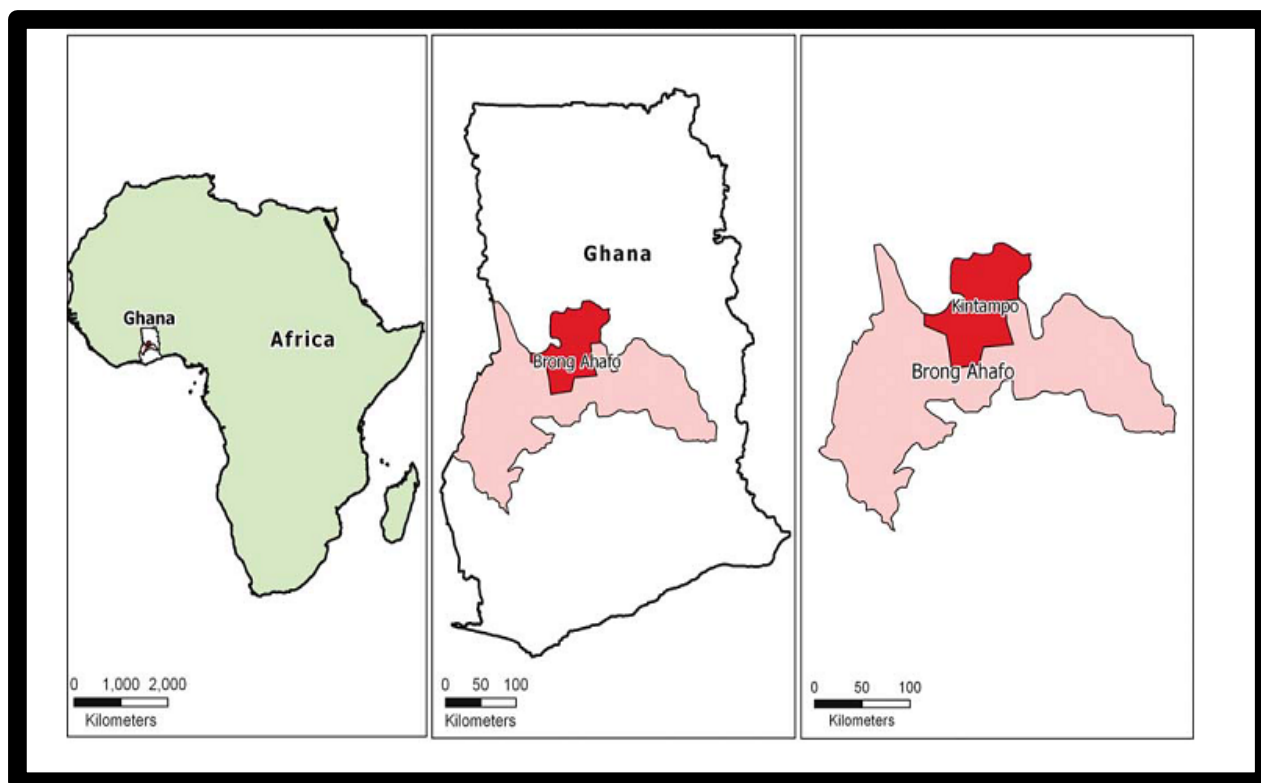 Ghana
Africa
0 1,000 2,000
Kilometers
Ghana
Brong Ahafo
0 50 100
Kilometers
Kintampo
Brong Ahafo
0 50 100
Kilometers